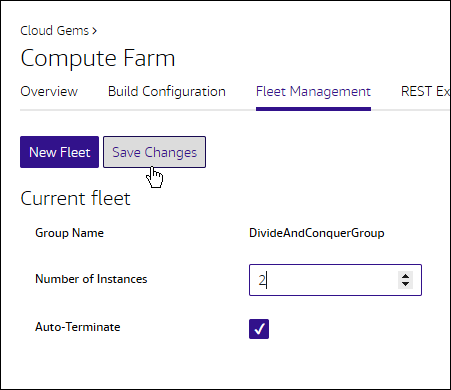 Cloud Gems >
Compute Farm
Overview Build Configuration Fleet Management REST Ex
New Fleet Save Changes
Current fleet
Group Name DivideAndConquerGroup
Number of Instances 2
Auto-Terminate